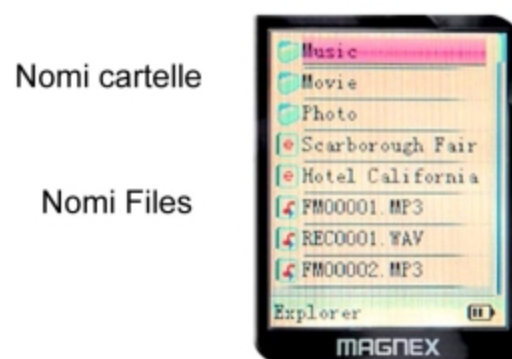 Nomi cartelle
Nomi Files
Music
Movie
Photo
Scarborough Fair
Hotel California
FM00001.MP3
REC0001.WAV
FM00002.MP3
Explorer
MAGNEX